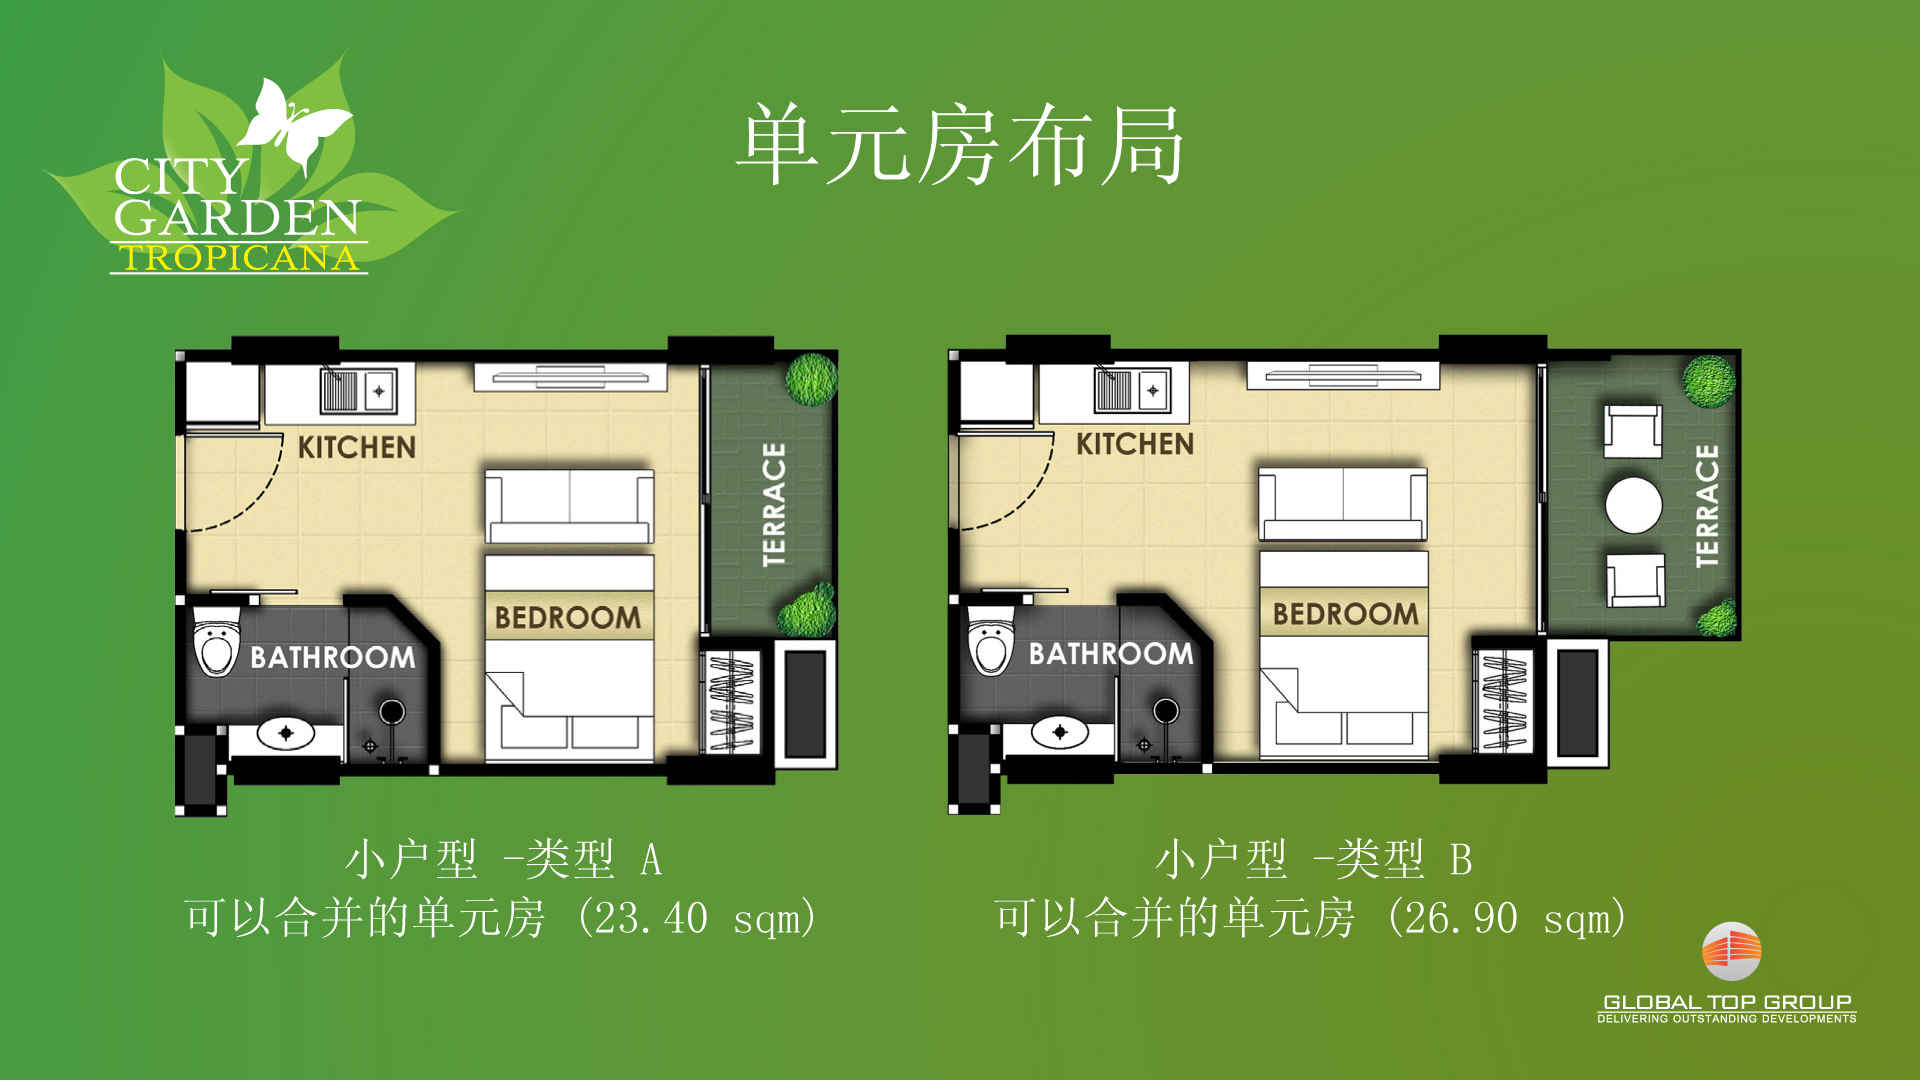 CITY
GARDEN
TROPICANA
单元房布局
KITCHEN
TERRACE
BEDROOM
BATHROOM
KITCHEN
TERRACE
BEDROOM
BATHROOM
小户型 -类型 A
可以合并的单元房 (23.40 sqm)
小户型 -类型 B
可以合并的单元房 (26.90 sqm)
GLOBAL TOP GROUP
DELIVERING OUTSTANDING DEVELOPMENTS